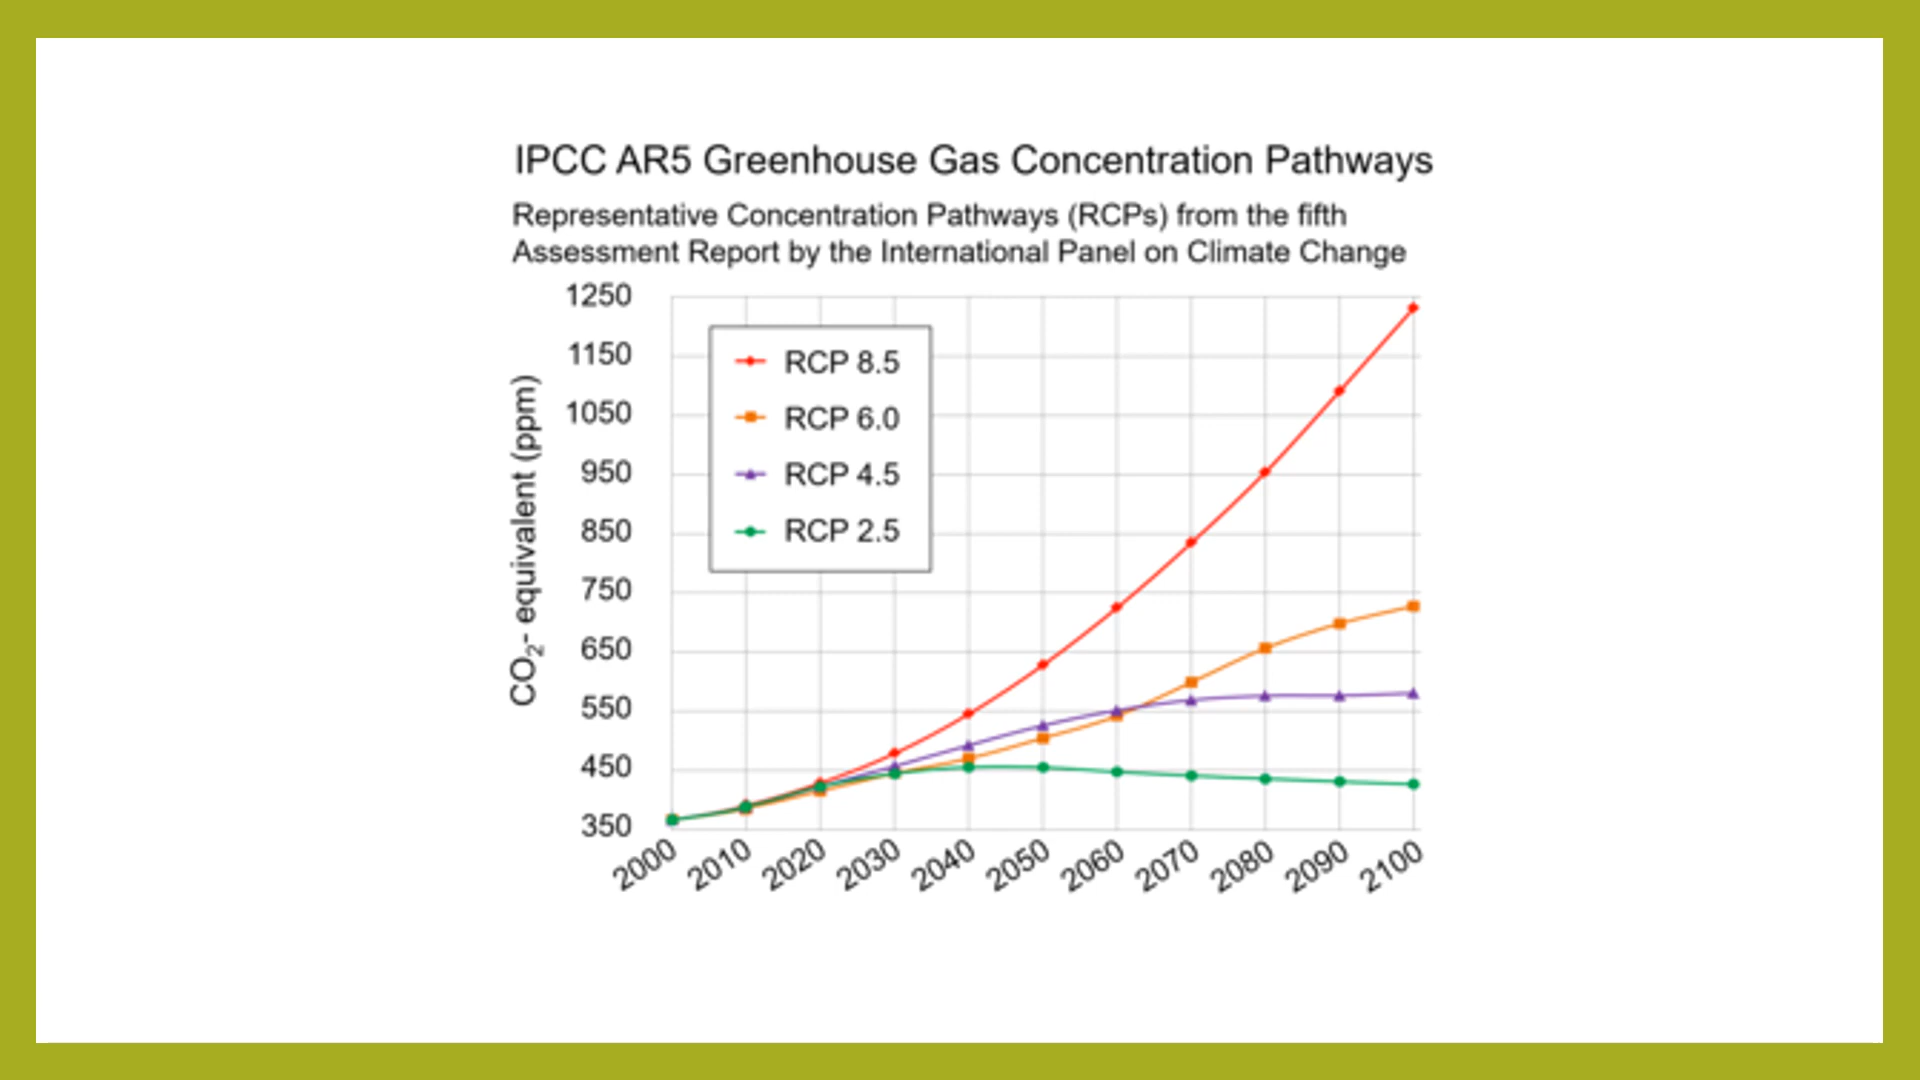 IPCC AR5 Greenhouse Gas Concentration Pathways
Representative Concentration Pathways (RCPs) from the fifth
Assessment Report by the International Panel on Climate Change
CO₂- equivalent (ppm)
1250
1150
1050
950
850
750
650
550
450
350
RCP 8.5
RCP 6.0
RCP 4.5
RCP 2.5
2000 2010 2020 2030 2040 2050 2060 2070 2080 2090 2100